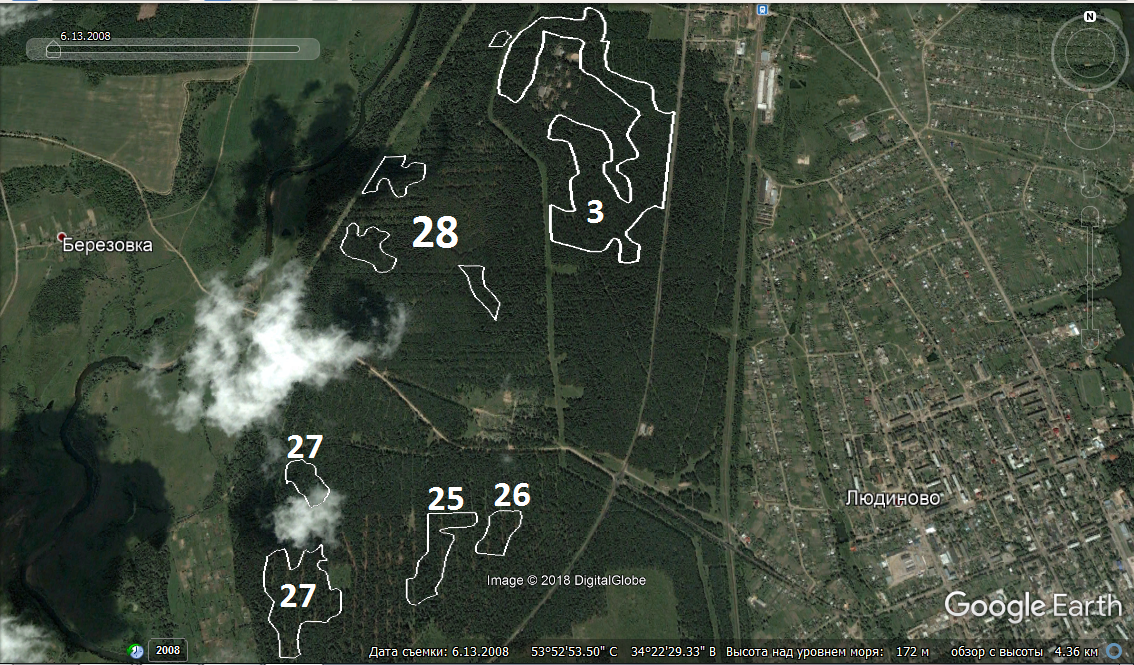 6.13.2008
N
3
28
Березовка
27
25
26
Людиново
27
Image © 2018 DigitalGlobe
Google Earth
2008
Дата съемки: 6.13.2008 53°52'53.50" С 34°22'29.33" В Высота над уровнем моря: 172 м обзор с высоты 4.36 км